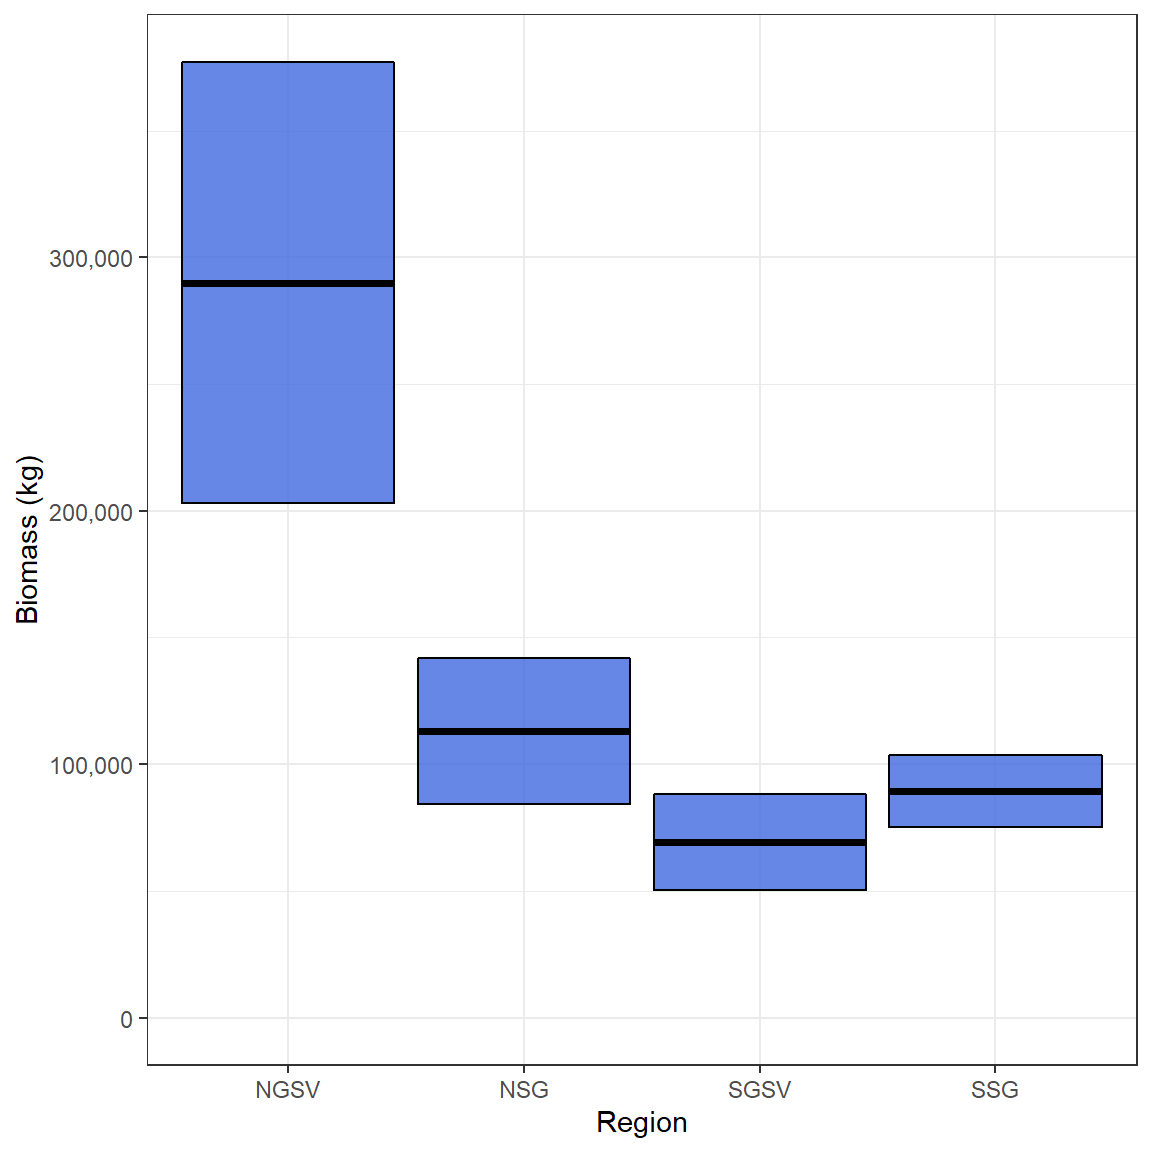 Biomass (kg)
300,000
200,000
100,000
0
NGSV NSG SGSV SSG
Region